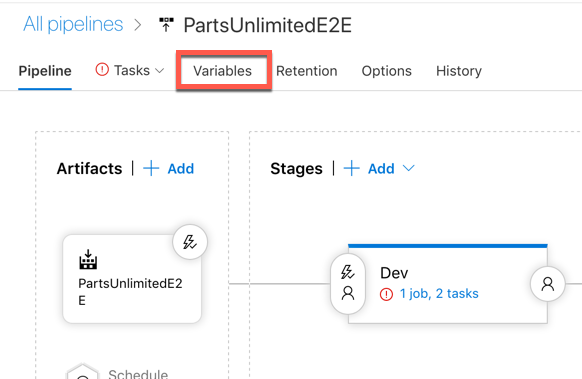 All pipelines > PartsUnlimitedE2E
Pipeline Tasks Variables Retention Options History
Artifacts | + Add
Stages | + Add
PartsUnlimitedE2
E
Dev
1 job, 2 tasks
Schedule